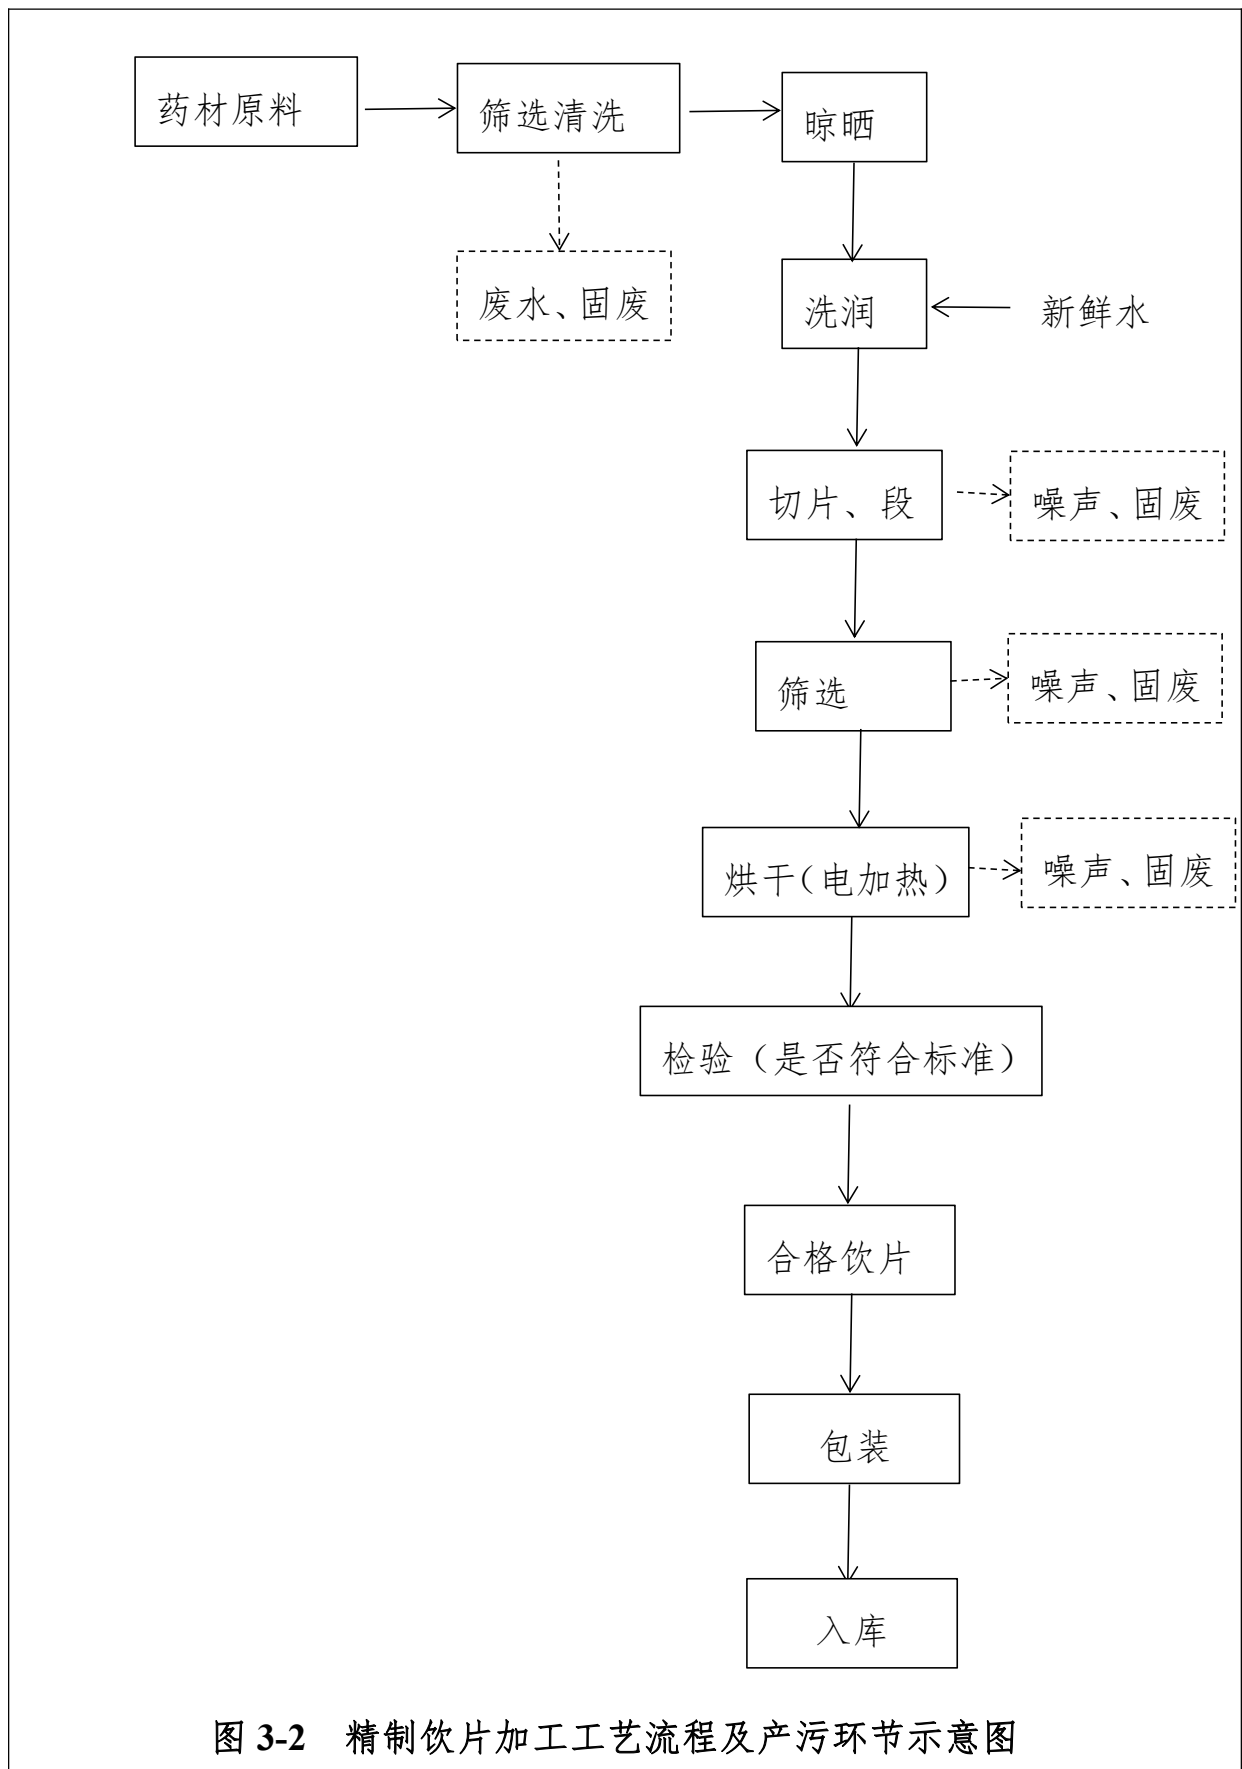 药材原料
筛选清洗
晾晒
废水、固废
洗润
新鲜水
切片、段
噪声、固废
筛选
噪声、固废
烘干(电加热)
噪声、固废
检验（是否符合标准）
合格饮片
包装
入库
图 3-2 精制饮片加工工艺流程及产污环节示意图